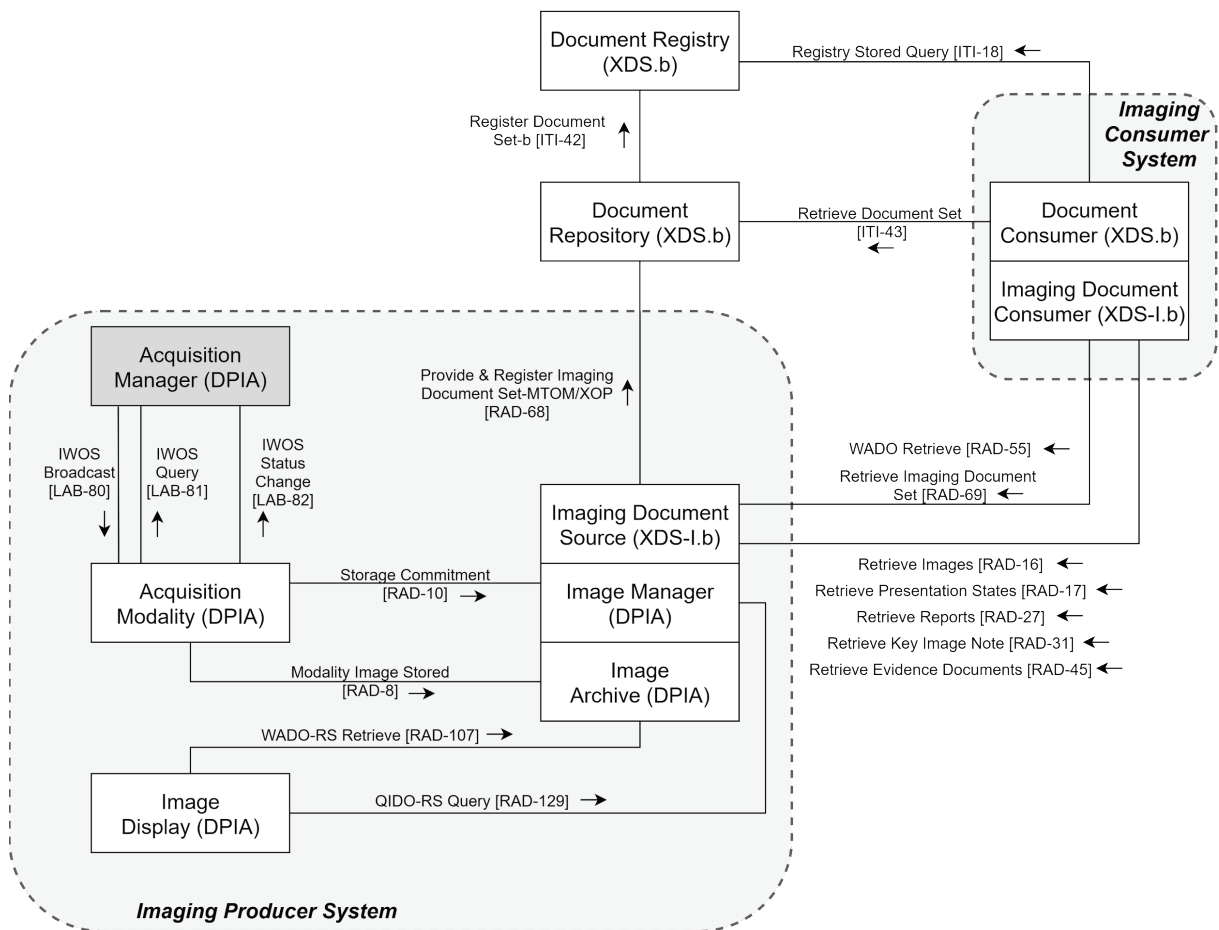 Document Registry
(XDS.b)
Registry Stored Query [ITI-18]
Imaging
Consumer
System
Register Document
Set-b [ITI-42]
Document
Repository (XDS.b)
Retrieve Document Set
[ITI-43]
Document
Consumer (XDS.b)
Imaging Document
Consumer (XDS-I.b)
Acquisition
Manager (DPIA)
Provide & Register Imaging
Document Set-MTOM/XOP
[RAD-68]
IWOS
Broadcast
[LAB-80]
IWOS
Query
[LAB-81]
IWOS
Status
Change
[LAB-82]
WADO Retrieve [RAD-55]
Retrieve Imaging Document
Set [RAD-69]
Imaging Document
Source (XDS-I.b)
Acquisition
Modality (DPIA)
Storage Commitment
[RAD-10]
Image Manager
(DPIA)
Retrieve Images [RAD-16]
Retrieve Presentation States [RAD-17]
Retrieve Reports [RAD-27]
Retrieve Key Image Note [RAD-31]
Retrieve Evidence Documents [RAD-45]
Modality Image Stored
[RAD-8]
Image
Archive (DPIA)
WADO-RS Retrieve [RAD-107]
Image
Display (DPIA)
QIDO-RS Query [RAD-129]
Imaging Producer System